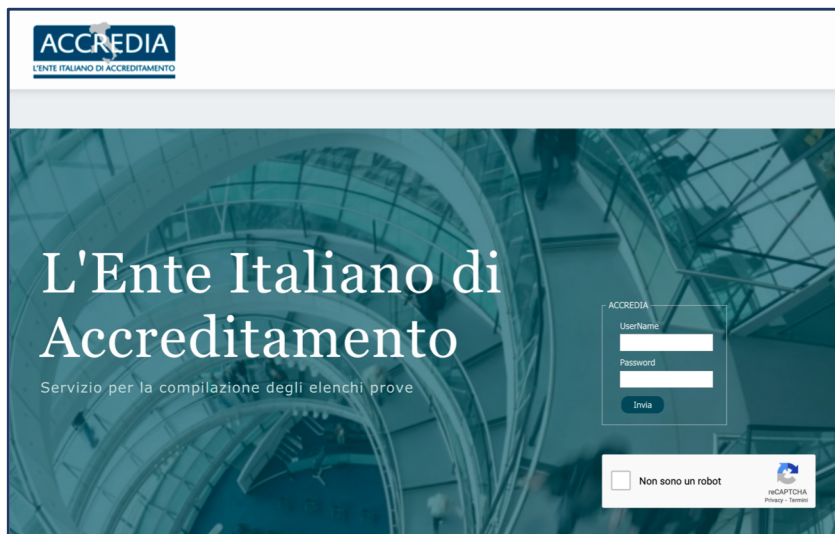 ACCREDIA
L'ENTE ITALIANO DI ACCREDITAMENTO
L'Ente Italiano di
Accreditamento
Servizio per la compilazione degli elenchi prove
ACCREDIA
UserName
Password
Invia
Non sono un robot
reCAPTCHA
Privacy - Termini